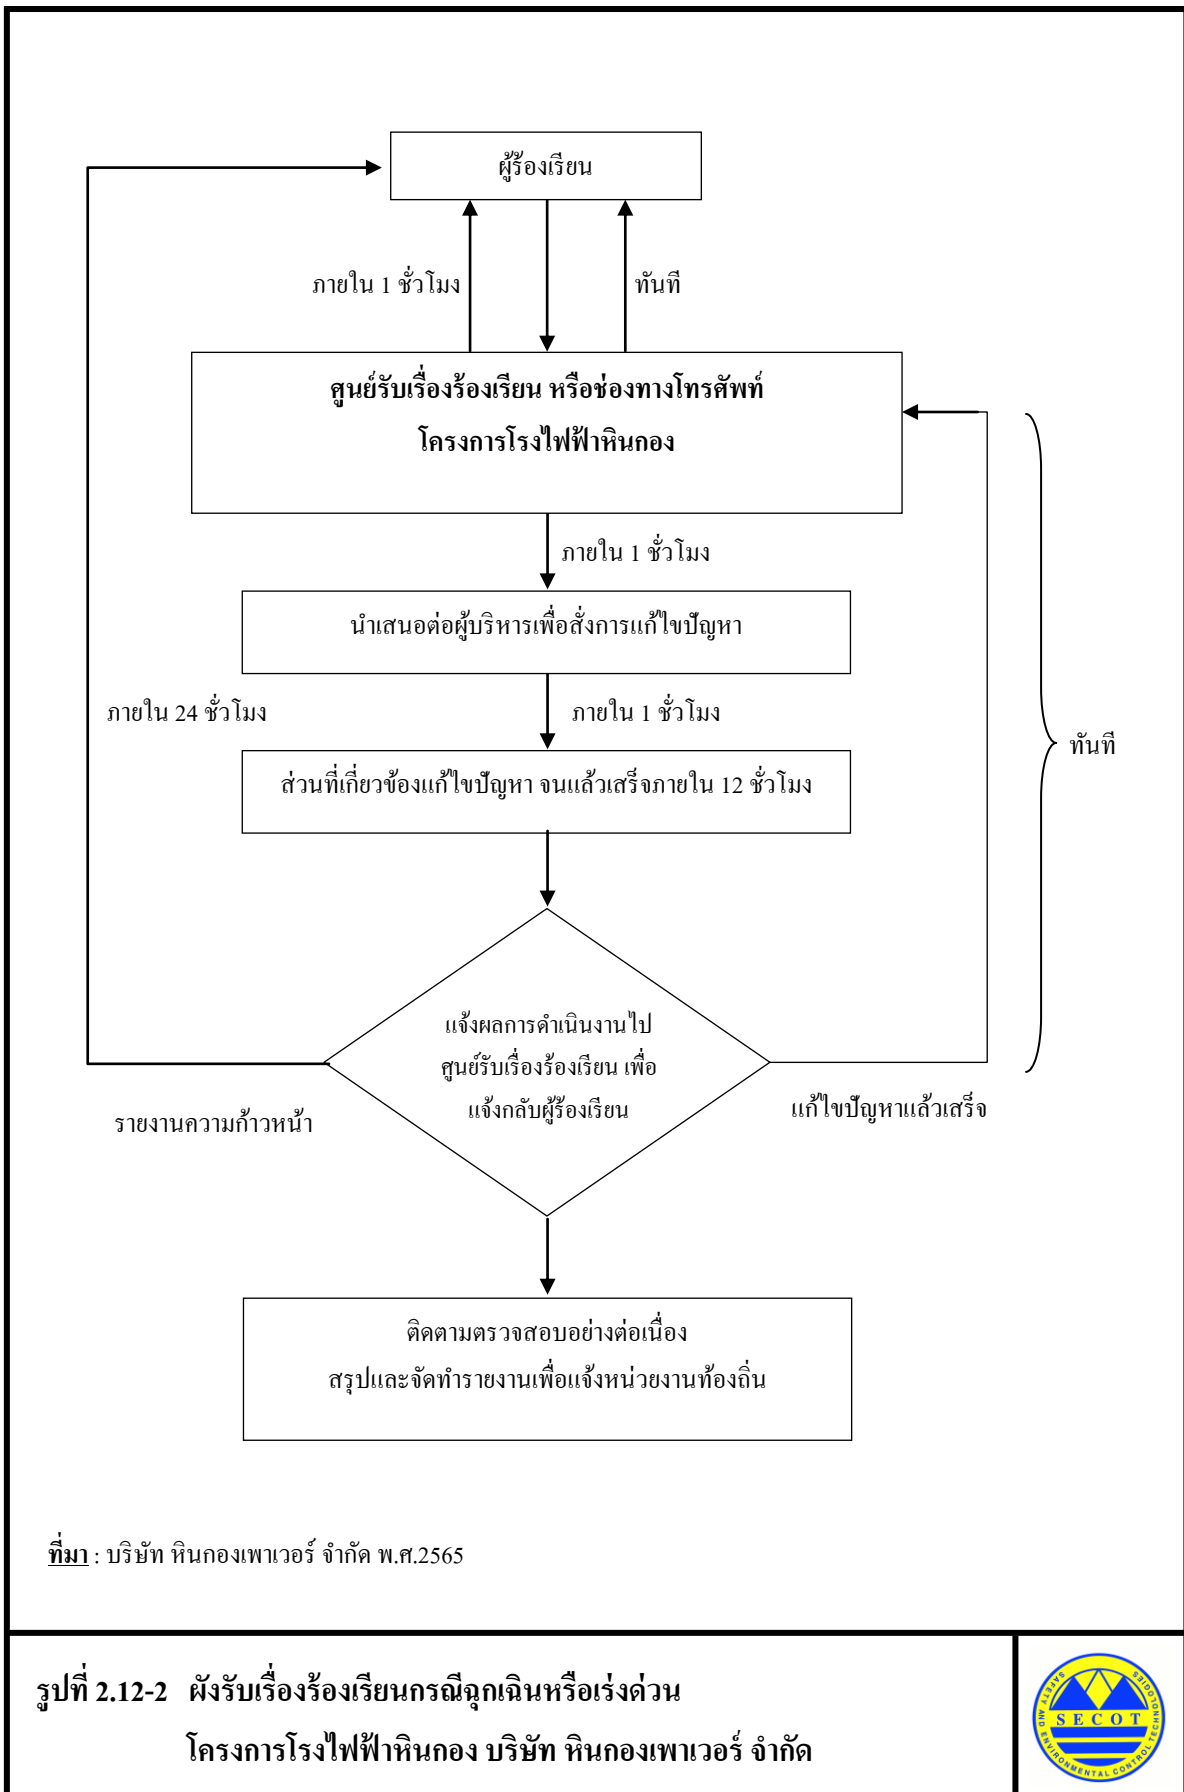 ผู้ร้องเรียน
ภายใน 1 ชั่วโมง
ทันที
ศูนย์รับเรื่องร้องเรียน หรือช่องทางโทรศัพท์
โครงการโรงไฟฟ้าหินกอง
ภายใน 1 ชั่วโมง
นำเสนอต่อผู้บริหารเพื่อสั่งการแก้ไขปัญหา
ภายใน 24 ชั่วโมง
ภายใน 1 ชั่วโมง
ทันที
ส่วนที่เกี่ยวข้องแก้ไขปัญหา จนแล้วเสร็จภายใน 12 ชั่วโมง
แจ้งผลการดำเนินงานไป
ศูนย์รับเรื่องร้องเรียน เพื่อ
แจ้งกลับผู้ร้องเรียน
รายงานความก้าวหน้า
แก้ไขปัญหาแล้วเสร็จ
ติดตามตรวจสอบอย่างต่อเนื่อง
สรุปและจัดทำรายงานเพื่อแจ้งหน่วยงานท้องถิ่น
ที่มา : บริษัท หินกองเพาเวอร์ จำกัด พ.ศ.2565
รูปที่ 2.12-2 ผังรับเรื่องร้องเรียนกรณีฉุกเฉินหรือเร่งด่วน
โครงการโรงไฟฟ้าหินกอง บริษัท หินกองเพาเวอร์ จำกัด
SECOT
SAFETY AND ENVIRONMENTAL CONTROL TECHNOLOGIES